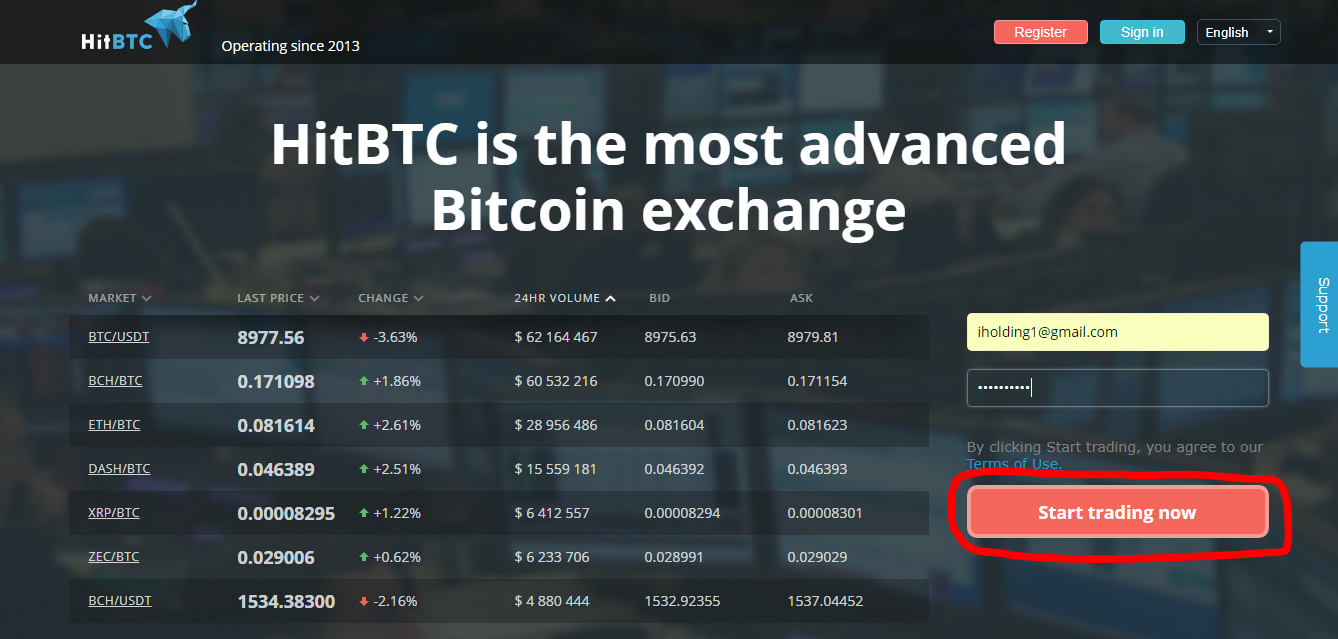 HitBTC
Operating since 2013
Register
Sign in
English
HitBTC is the most advanced
Bitcoin exchange
MARKET LAST PRICE CHANGE 24HR VOLUME BID ASK
BTC/USDT 8977.56 -3.63% $ 62 164 467 8975.63 8979.81
BCH/BTC 0.171098 +1.86% $ 60 532 216 0.170990 0.171154
ETH/BTC 0.081614 +2.61% $ 28 956 486 0.081604 0.081623
DASH/BTC 0.046389 +2.51% $ 15 559 181 0.046392 0.046393
XRP/BTC 0.00008295 +1.22% $ 6 412 557 0.00008294 0.00008301
ZEC/BTC 0.029006 +0.62% $ 6 233 706 0.028991 0.029029
BCH/USDT 1534.38300 -2.16% $ 4 880 444 1532.92355 1537.04452
iholding1@gmail.com
••••••••••
By clicking Start trading, you agree to our
Terms of Use.
Start trading now
Support